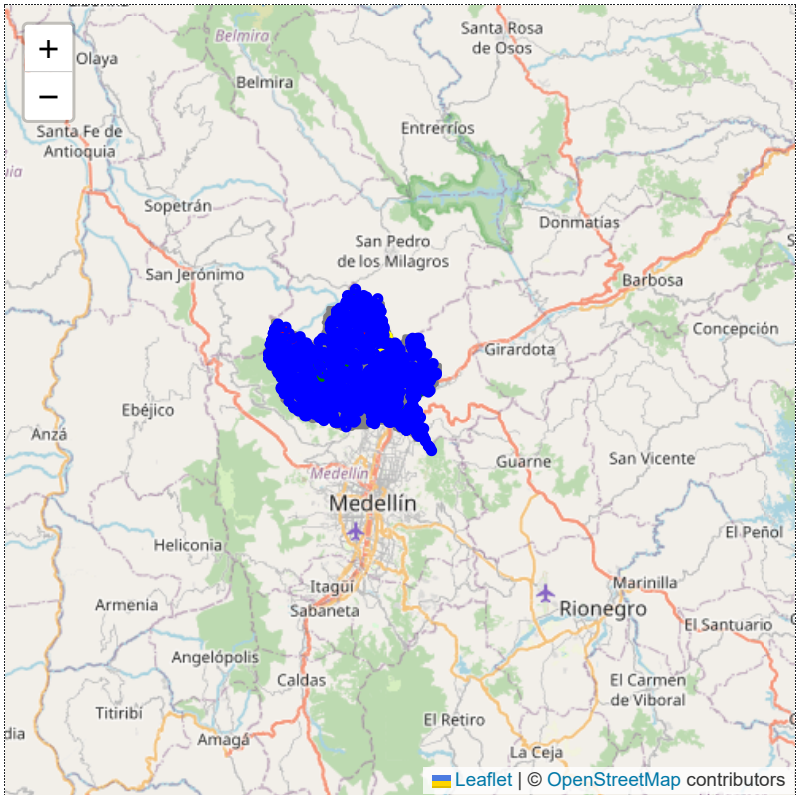 +
−
Belmira
Santa Rosa
de Osos
Olaya
Belmira
Entrerríos
Santa Fe de
Antioquia
Sopetrán
Donmatías
San Pedro
de los Milagros
San Jerónimo
Barbosa
Concepción
Girardota
Ebéjico
Anzá
Guarne
San Vicente
Medellín
Medellín
El Peñol
Heliconia
Itagüí
Marinilla
Armenia
Sabaneta
Rionegro
El Santuario
Angelópolis
Caldas
El Carmen
de Viboral
Titiribí
El Retiro
Amagá
La Ceja
Leaflet | © OpenStreetMap contributors